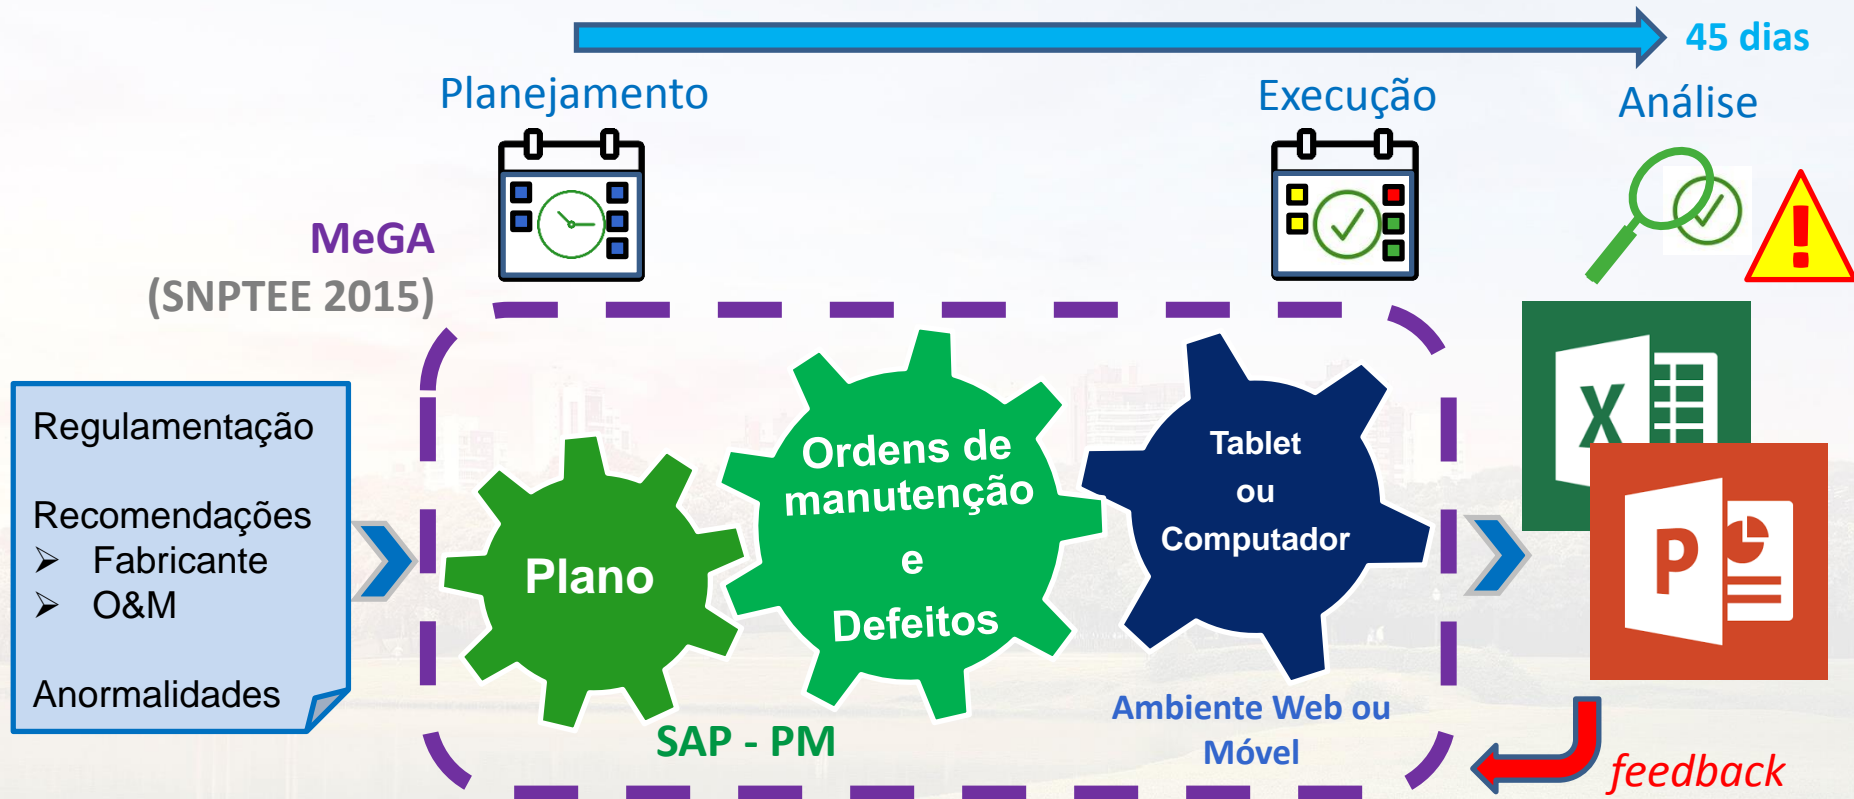 45 dias
Planejamento
Execução
Análise
MeGA
(SNPTEE 2015)
Regulamentação
Recomendações
➢ Fabricante
➢ O&M
Anormalidades
Plano
Ordens de
manutenção
e
Defeitos
SAP - PM
Tablet
ou
Computador
Ambiente Web ou
Móvel
X
P
feedback